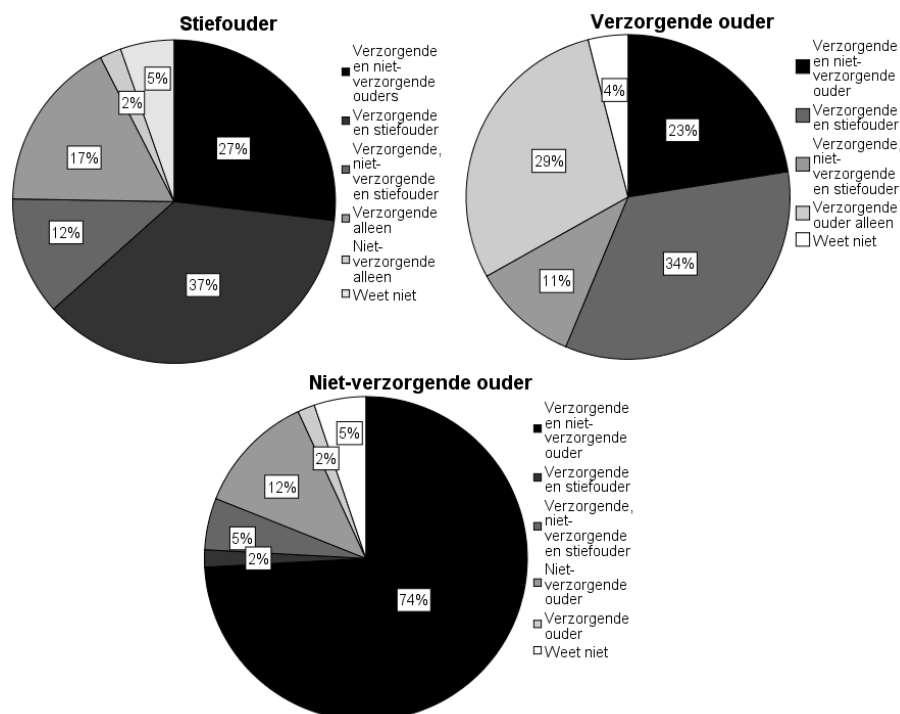 Stiefouder
Verzorgende
en niet-
verzorgende
ouders
Verzorgende
en stiefouder
Verzorgende,
niet-
verzorgende
en stiefouder
Verzorgende
alleen
Niet-
verzorgende
alleen
Weet niet
5%
2%
27%
17%
12%
37%
Verzorgende ouder
Verzorgende
en niet-
verzorgende
ouder
Verzorgende
en stiefouder
Verzorgende,
niet-
verzorgende
en stiefouder
Verzorgende
ouder alleen
Weet niet
4%
23%
29%
34%
11%
Niet-verzorgende ouder
Verzorgende
en niet-
verzorgende
ouder
Verzorgende
en stiefouder
Verzorgende,
niet-
verzorgende
en stiefouder
Niet-
verzorgende
ouder
Verzorgende
ouder
Weet niet
5%
2%
12%
5%
2%
74%